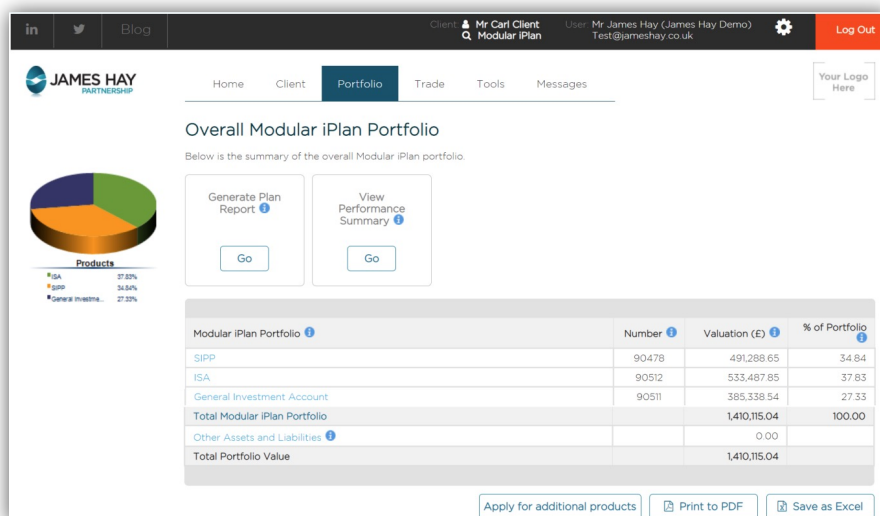 in
Blog
Client: Mr Carl Client
Modular iPlan
User: Mr James Hay (James Hay Demo)
Test@jameshay.co.uk
Log Out
JAMES HAY
PARTNERSHIP
Home Client Portfolio Trade Tools Messages
Your Logo
Here
Overall Modular iPlan Portfolio
Below is the summary of the overall Modular iPlan portfolio.
Generate Plan
Report
Go
View
Performance
Summary
Go
Products
ISA 37.83%
SIPP 34.84%
General Investme... 27.33%
Modular iPlan Portfolio Number Valuation (£) % of Portfolio
SIPP 90478 491,288.65 34.84
ISA 90512 533,487.85 37.83
General Investment Account 90511 385,338.54 27.33
Total Modular iPlan Portfolio 1,410,115.04 100.00
Other Assets and Liabilities 0.00
Total Portfolio Value 1,410,115.04
Apply for additional products Print to PDF Save as Excel